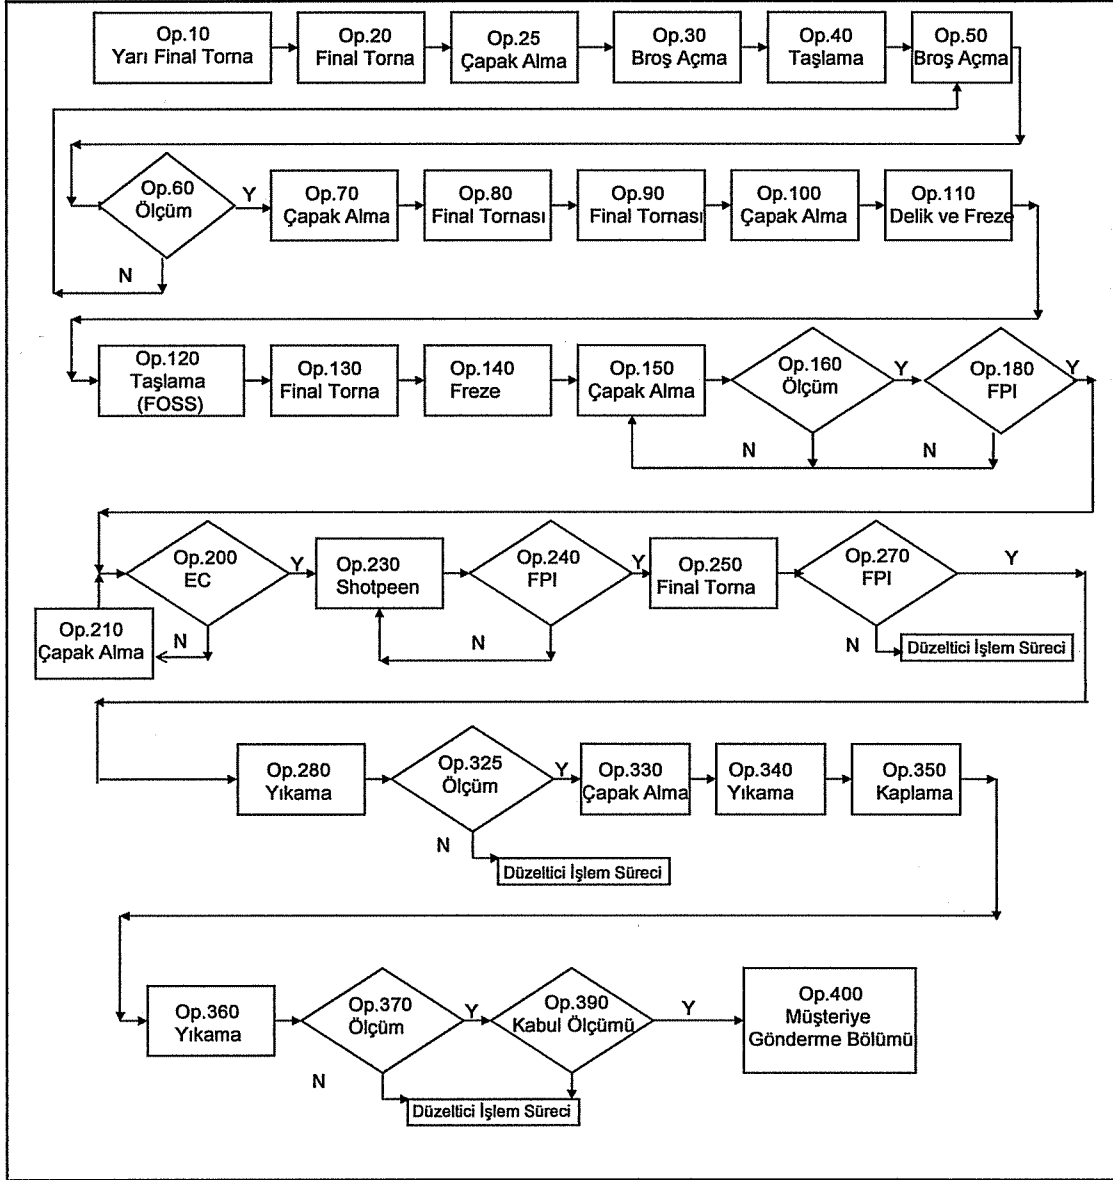 Op.10
Yarı Final Torna
Op.20
Final Torna
Op.25
Çapak Alma
Op.30
Broş Açma
Op.40
Taşlama
Op.50
Broş Açma
Op.60
Ölçüm
Y
N
Op.70
Çapak Alma
Op.80
Final Tornası
Op.90
Final Tornası
Op.100
Çapak Alma
Op.110
Delik ve Freze
Op.120
Taşlama
(FOSS)
Op.130
Final Torna
Op.140
Freze
Op.150
Çapak Alma
Op.160
Ölçüm
Y
N
Op.180
FPI
Y
N
Op.200
EC
Y
N
Op.210
Çapak Alma
Op.230
Shotpeen
Op.240
FPI
Y
N
Op.250
Final Torna
Op.270
FPI
Y
N
Düzeltici İşlem Süreci
Op.280
Yıkama
Op.325
Ölçüm
Y
N
Düzeltici İşlem Süreci
Op.330
Çapak Alma
Op.340
Yıkama
Op.350
Kaplama
Op.360
Yıkama
Op.370
Ölçüm
Y
N
Op.390
Kabul Ölçümü
Y
Düzeltici İşlem Süreci
Op.400
Müşteriye
Gönderme Bölümü